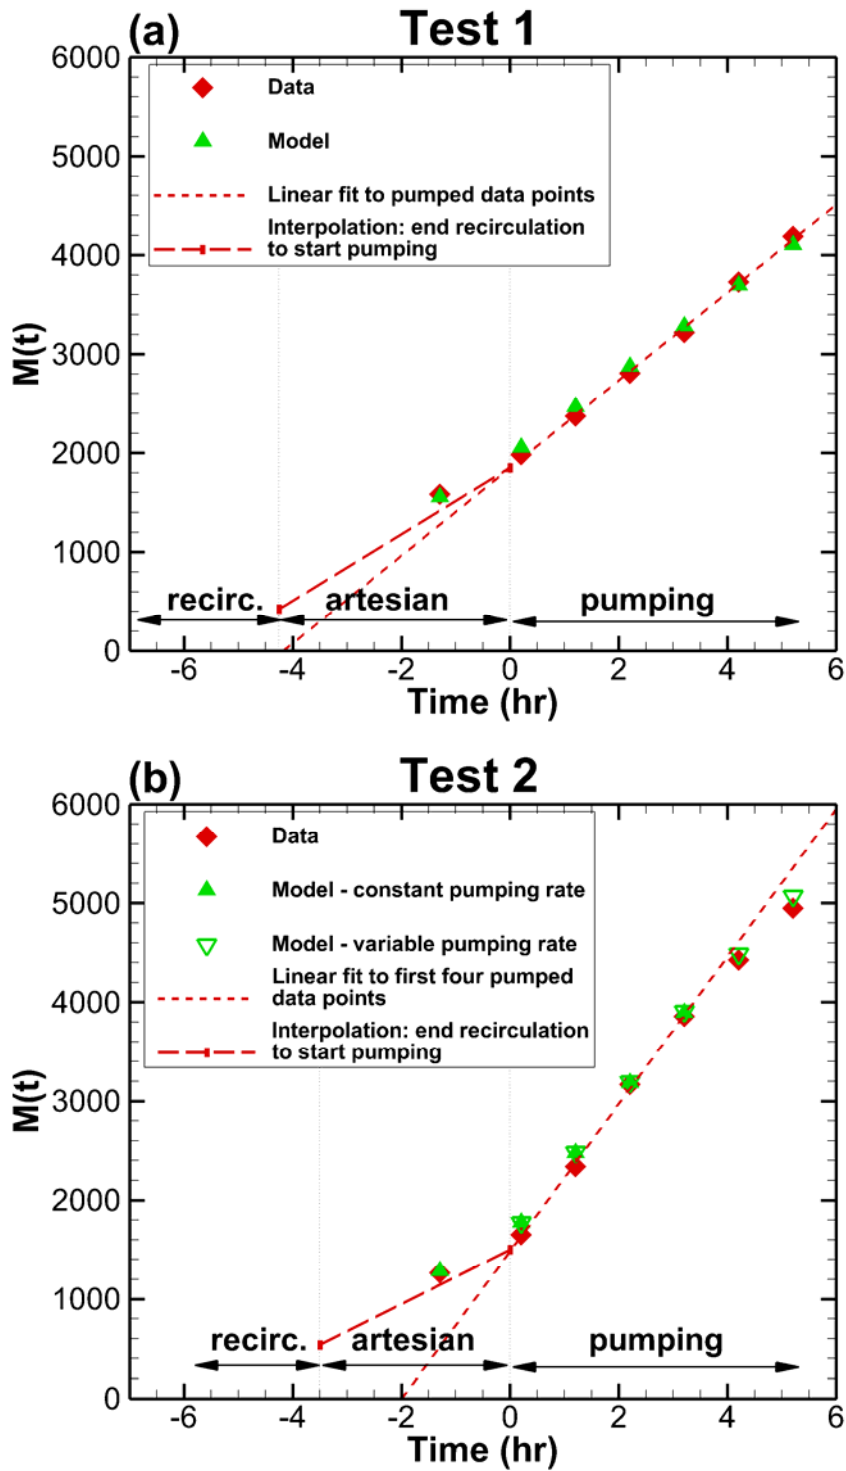 (a) Test 1
6000
5000
4000
3000
2000
1000
0
M(t)
Data
Model
Linear fit to pumped data points
Interpolation: end recirculation
to start pumping
recirc. artesian pumping
-6 -4 -2 0 2 4 6
Time (hr)
(b) Test 2
6000
5000
4000
3000
2000
1000
0
M(t)
Data
Model - constant pumping rate
Model - variable pumping rate
Linear fit to first four pumped
data points
Interpolation: end recirculation
to start pumping
recirc. artesian pumping
-6 -4 -2 0 2 4 6
Time (hr)